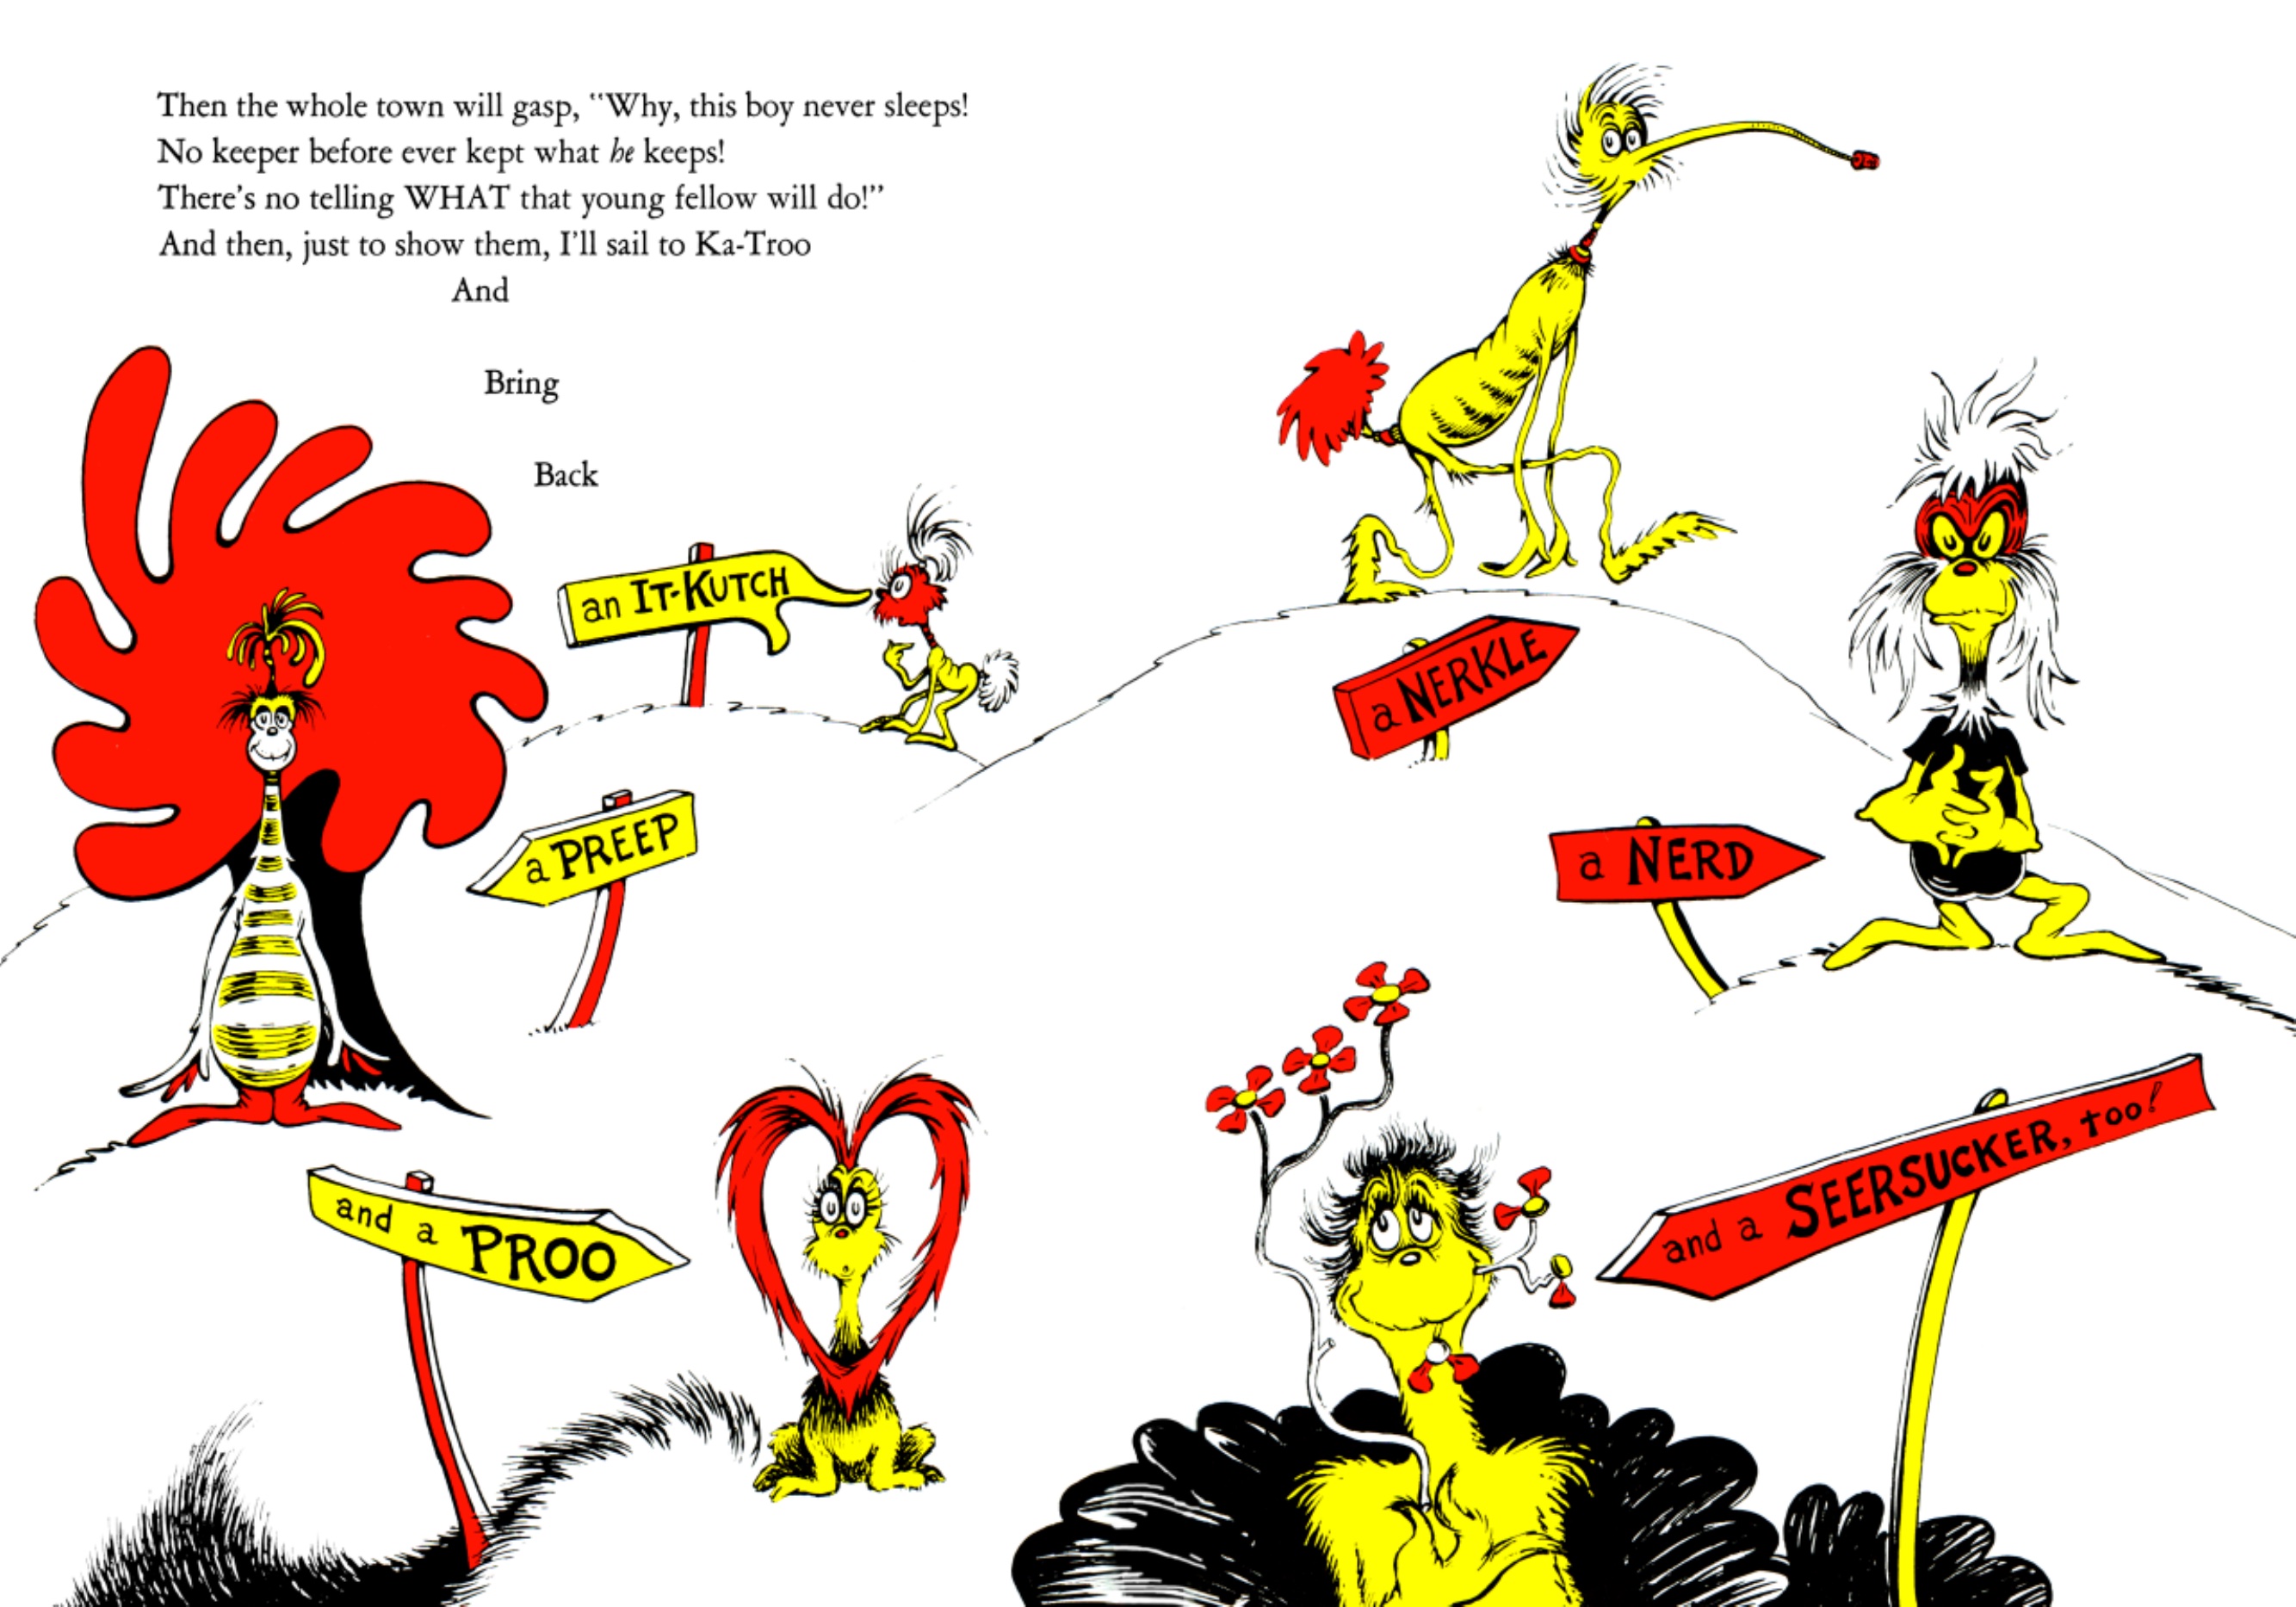 Then the whole town will gasp, “Why, this boy never sleeps!
No keeper before ever kept what he keeps!
There’s no telling WHAT that young fellow will do!”
And then, just to show them, I’ll sail to Ka-Troo
And
Bring
Back
an IT-KUTCH
a PREEP
and a PROO
a NERKLE
a NERD
and a SEERSUCKER, too!